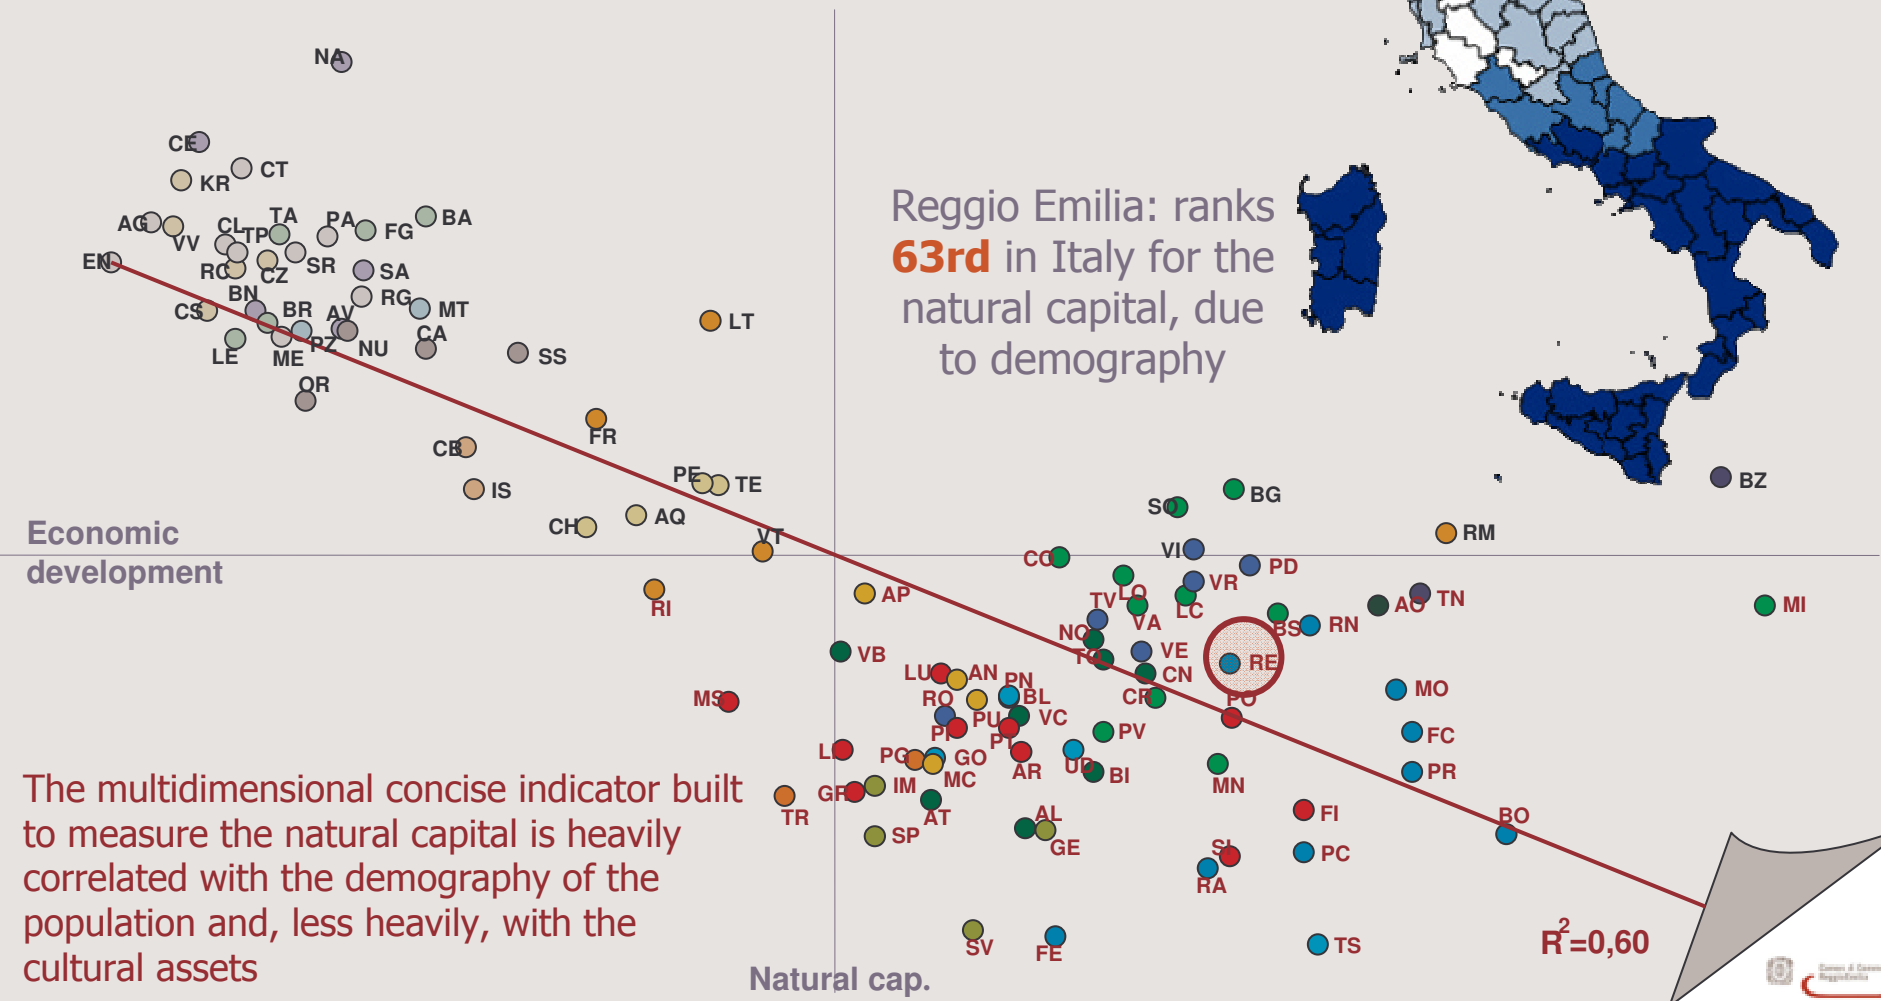 NA
CE
CT
KR
AG
VV
CL
TP
TA
PA
FG
BA
EN
RC
CZ
SR
SA
BN
RG
MT
CS
BR
AV
CA
LE
ME
PZ
NU
SS
LT
OR
FR
CB
IS
PE
TE
CH
AQ
VT
Reggio Emilia: ranks
63rd in Italy for the
natural capital, due
to demography
BZ
SO
BG
RM
VI
Economic
development
CO
PD
RI
AP
LO
VR
TV
VA
LC
AO
TN
MI
BS
RN
NO
TO
VE
CN
RE
VB
LU
AN
PN
BL
CR
PO
MO
MS
RO
PU
VC
PI
PT
PV
FC
LI
PG
GO
MC
AR
UD
BI
MN
PR
TR
GR
IM
AT
SP
AL
GE
FI
BO
SI
RA
PC
SV
FE
TS
The multidimensional concise indicator built
to measure the natural capital is heavily
correlated with the demography of the
population and, less heavily, with the
cultural assets
Natural cap.
R²=0,60